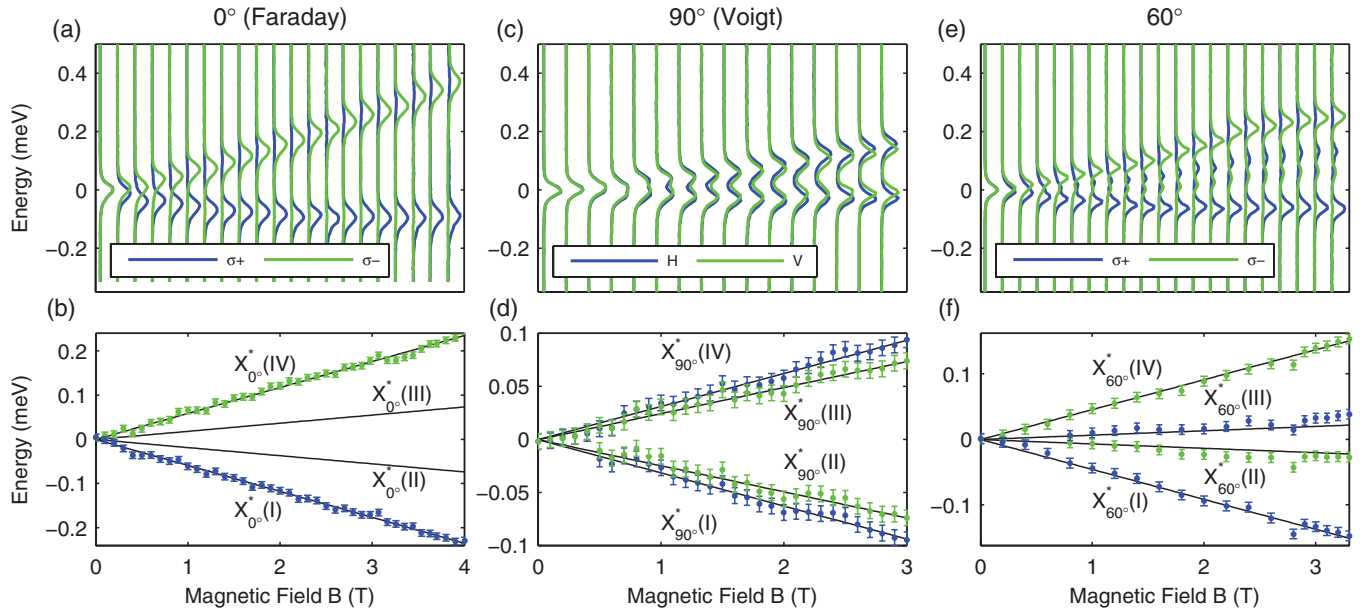 0° (Faraday)
90° (Voigt)
60°
(a)
(c)
(e)
Energy (meV)
0.4
0.2
0
−0.2
σ+
σ−
H
V
σ+
σ−
(b)
(d)
(f)
Energy (meV)
0.2
0.1
0
−0.1
−0.2
X*0°(IV)
X*0°(III)
X*0°(II)
X*0°(I)
0
1
2
3
4
Magnetic Field B (T)
0.1
0.05
0
−0.05
−0.1
X*90°(IV)
X*90°(III)
X*90°(II)
X*90°(I)
0
1
2
3
Magnetic Field B (T)
0.1
0
−0.1
X*60°(IV)
X*60°(III)
X*60°(II)
X*60°(I)
0
1
2
3
Magnetic Field B (T)